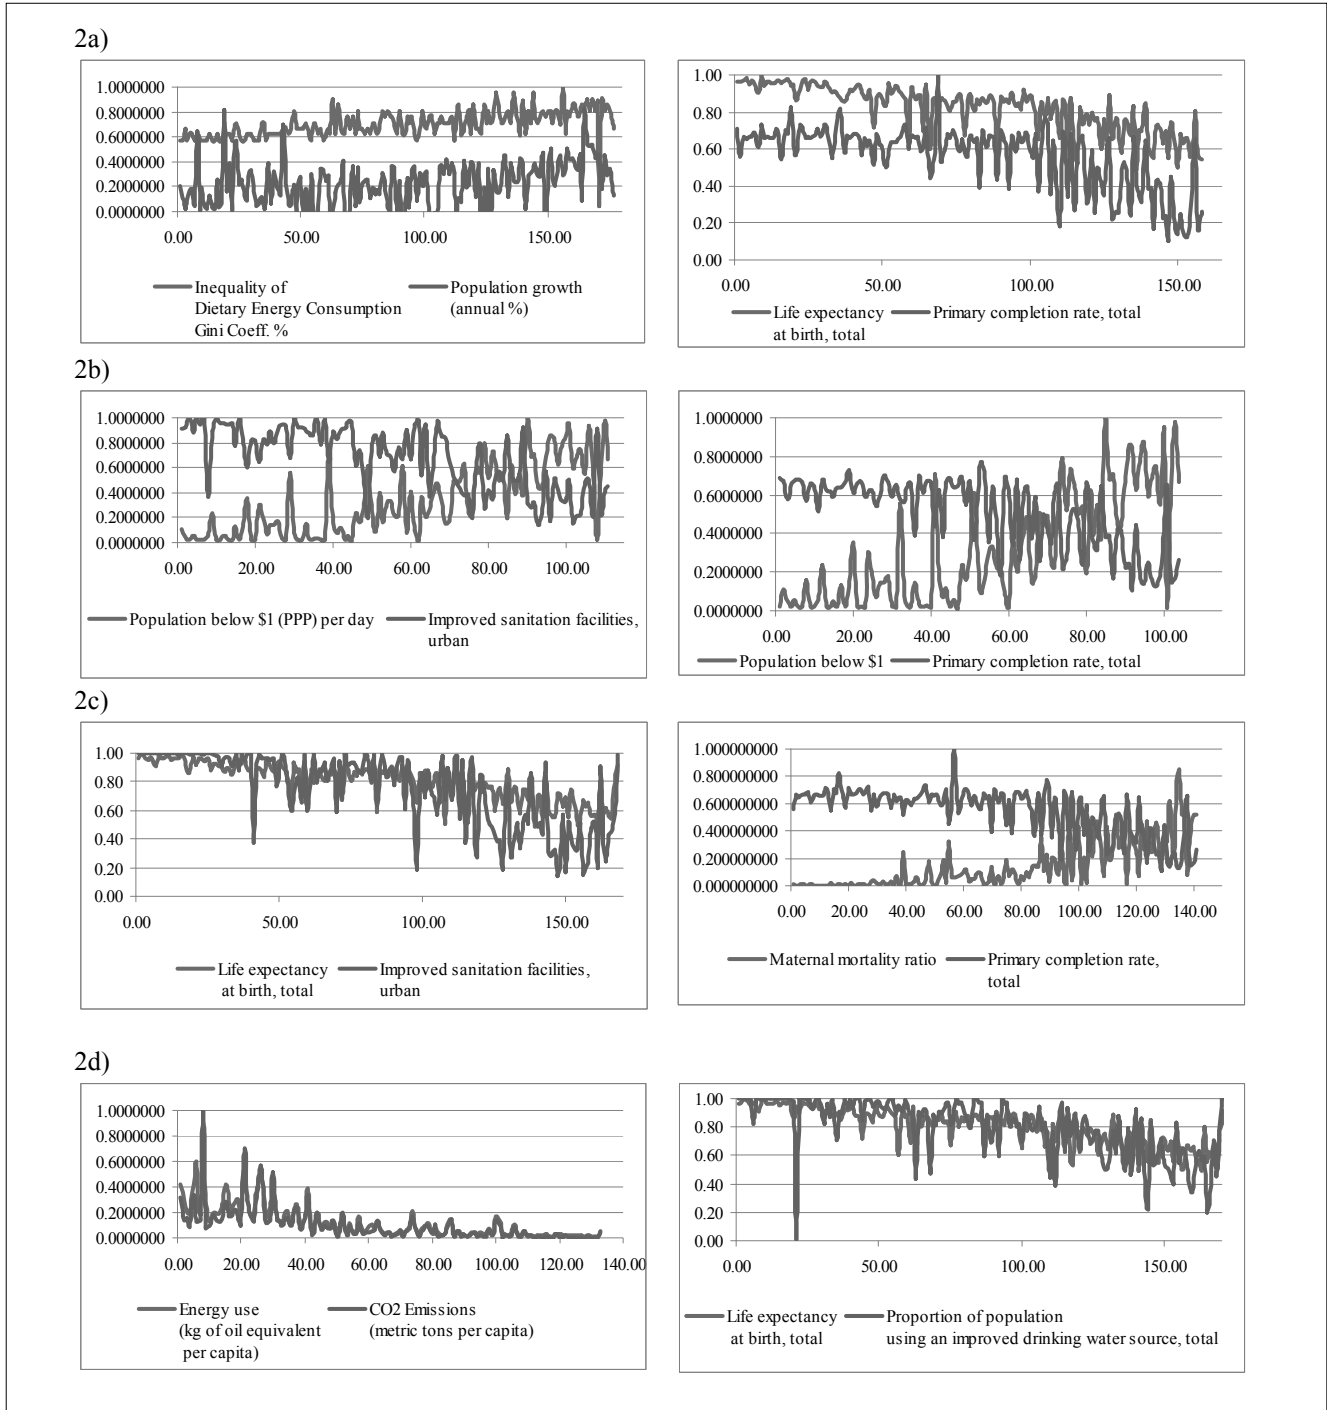 2a)
1.0000000
0.8000000
0.6000000
0.4000000
0.2000000
0.0000000
0.00 50.00 100.00 150.00
Inequality of
Dietary Energy Consumption
Gini Coeff. %
Population growth
(annual %)
1.00
0.80
0.60
0.40
0.20
0.00
0.00 50.00 100.00 150.00
Life expectancy
at birth, total
Primary completion rate, total
2b)
1.0000000
0.8000000
0.6000000
0.4000000
0.2000000
0.0000000
0.00 20.00 40.00 60.00 80.00 100.00
Population below $1 (PPP) per day
Improved sanitation facilities,
urban
1.0000000
0.8000000
0.6000000
0.4000000
0.2000000
0.0000000
0.00 20.00 40.00 60.00 80.00 100.00
Population below $1
Primary completion rate, total
2c)
1.00
0.80
0.60
0.40
0.20
0.00
0.00 50.00 100.00 150.00
Life expectancy
at birth, total
Improved sanitation facilities,
urban
1.000000000
0.800000000
0.600000000
0.400000000
0.200000000
0.000000000
0.00 20.00 40.00 60.00 80.00 100.00 120.00 140.00
Maternal mortality ratio
Primary completion rate,
total
2d)
1.0000000
0.8000000
0.6000000
0.4000000
0.2000000
0.0000000
0.00 20.00 40.00 60.00 80.00 100.00 120.00 140.00
Energy use
(kg of oil equivalent
per capita)
CO2 Emissions
(metric tons per capita)
1.00
0.80
0.60
0.40
0.20
0.00
0.00 50.00 100.00 150.00
Life expectancy
at birth, total
Proportion of population
using an improved drinking water source, total